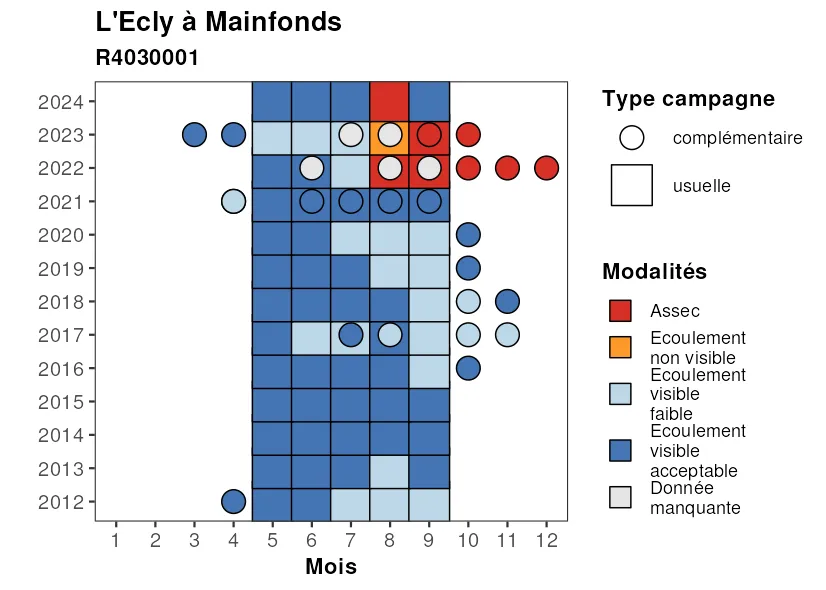 L'Ecly à Mainfonds
R4030001
2024
2023
2022
2021
2020
2019
2018
2017
2016
2015
2014
2013
2012
1 2 3 4 5 6 7 8 9 10 11 12
Mois
Type campagne
complémentaire
usuelle
Modalités
Assec
Ecoulement
non visible
Ecoulement
visible
faible
Ecoulement
visible
acceptable
Donnée
manquante